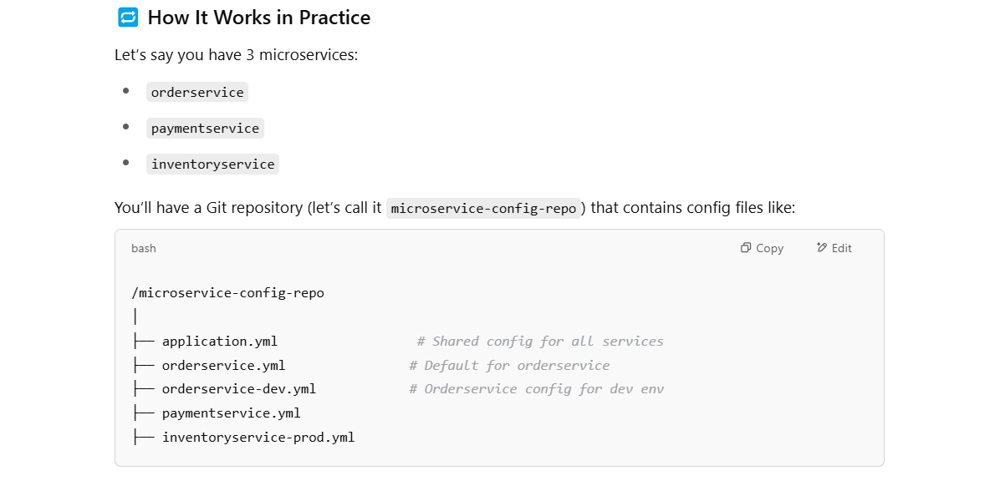 How It Works in Practice
Let's say you have 3 microservices:
• orderservice
• paymentservice
• inventoryservice
You'll have a Git repository (let's call it microservice-config-repo) that contains config files like:
bash Copy Edit
/microservice-config-repo
│
├── application.yml # Shared config for all services
├── orderservice.yml # Default for orderservice
├── orderservice-dev.yml # Orderservice config for dev env
├── paymentservice.yml
├── inventoryservice-prod.yml